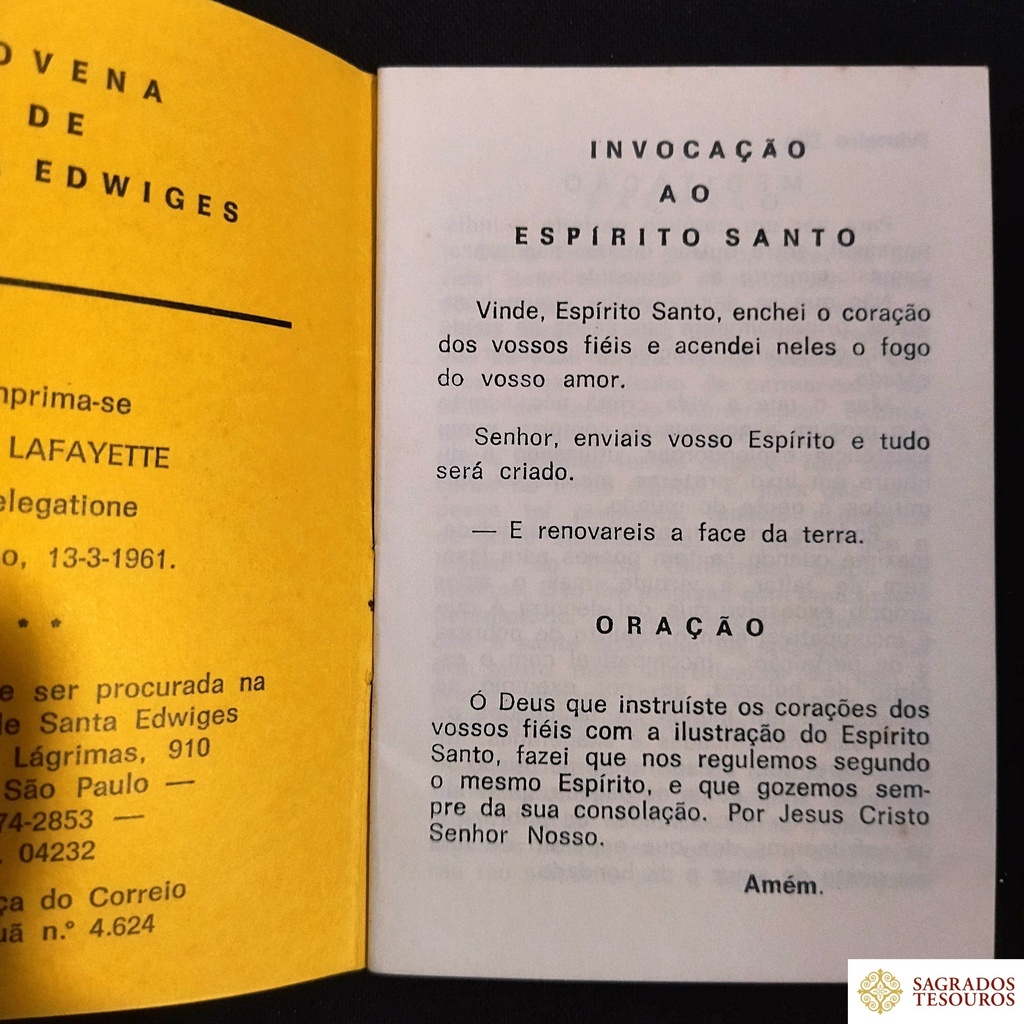 OVENA
DE
EDWIGES
mprima-se
LAFAYETTE
elegatione
o, 13-3-1961.
* *
e ser procurada na
de Santa Edwiges
Lágrimas, 910
São Paulo —
74-2853 —
. 04232
ça do Correio
uã n.º 4.624
INVOCAÇÃO
AO
ESPÍRITO SANTO
Vinde, Espírito Santo, enchei o coração
dos vossos fiéis e acendei neles o fogo
do vosso amor.
Senhor, enviais vosso Espírito e tudo
será criado.
— E renovareis a face da terra.
ORAÇÃO
Ó Deus que instruíste os corações dos
vossos fiéis com a ilustração do Espírito
Santo, fazei que nos regulemos segundo
o mesmo Espírito, e que gozemos sem-
pre da sua consolação. Por Jesus Cristo
Senhor Nosso.
Amém.
SAGRADOS
TESOUROS